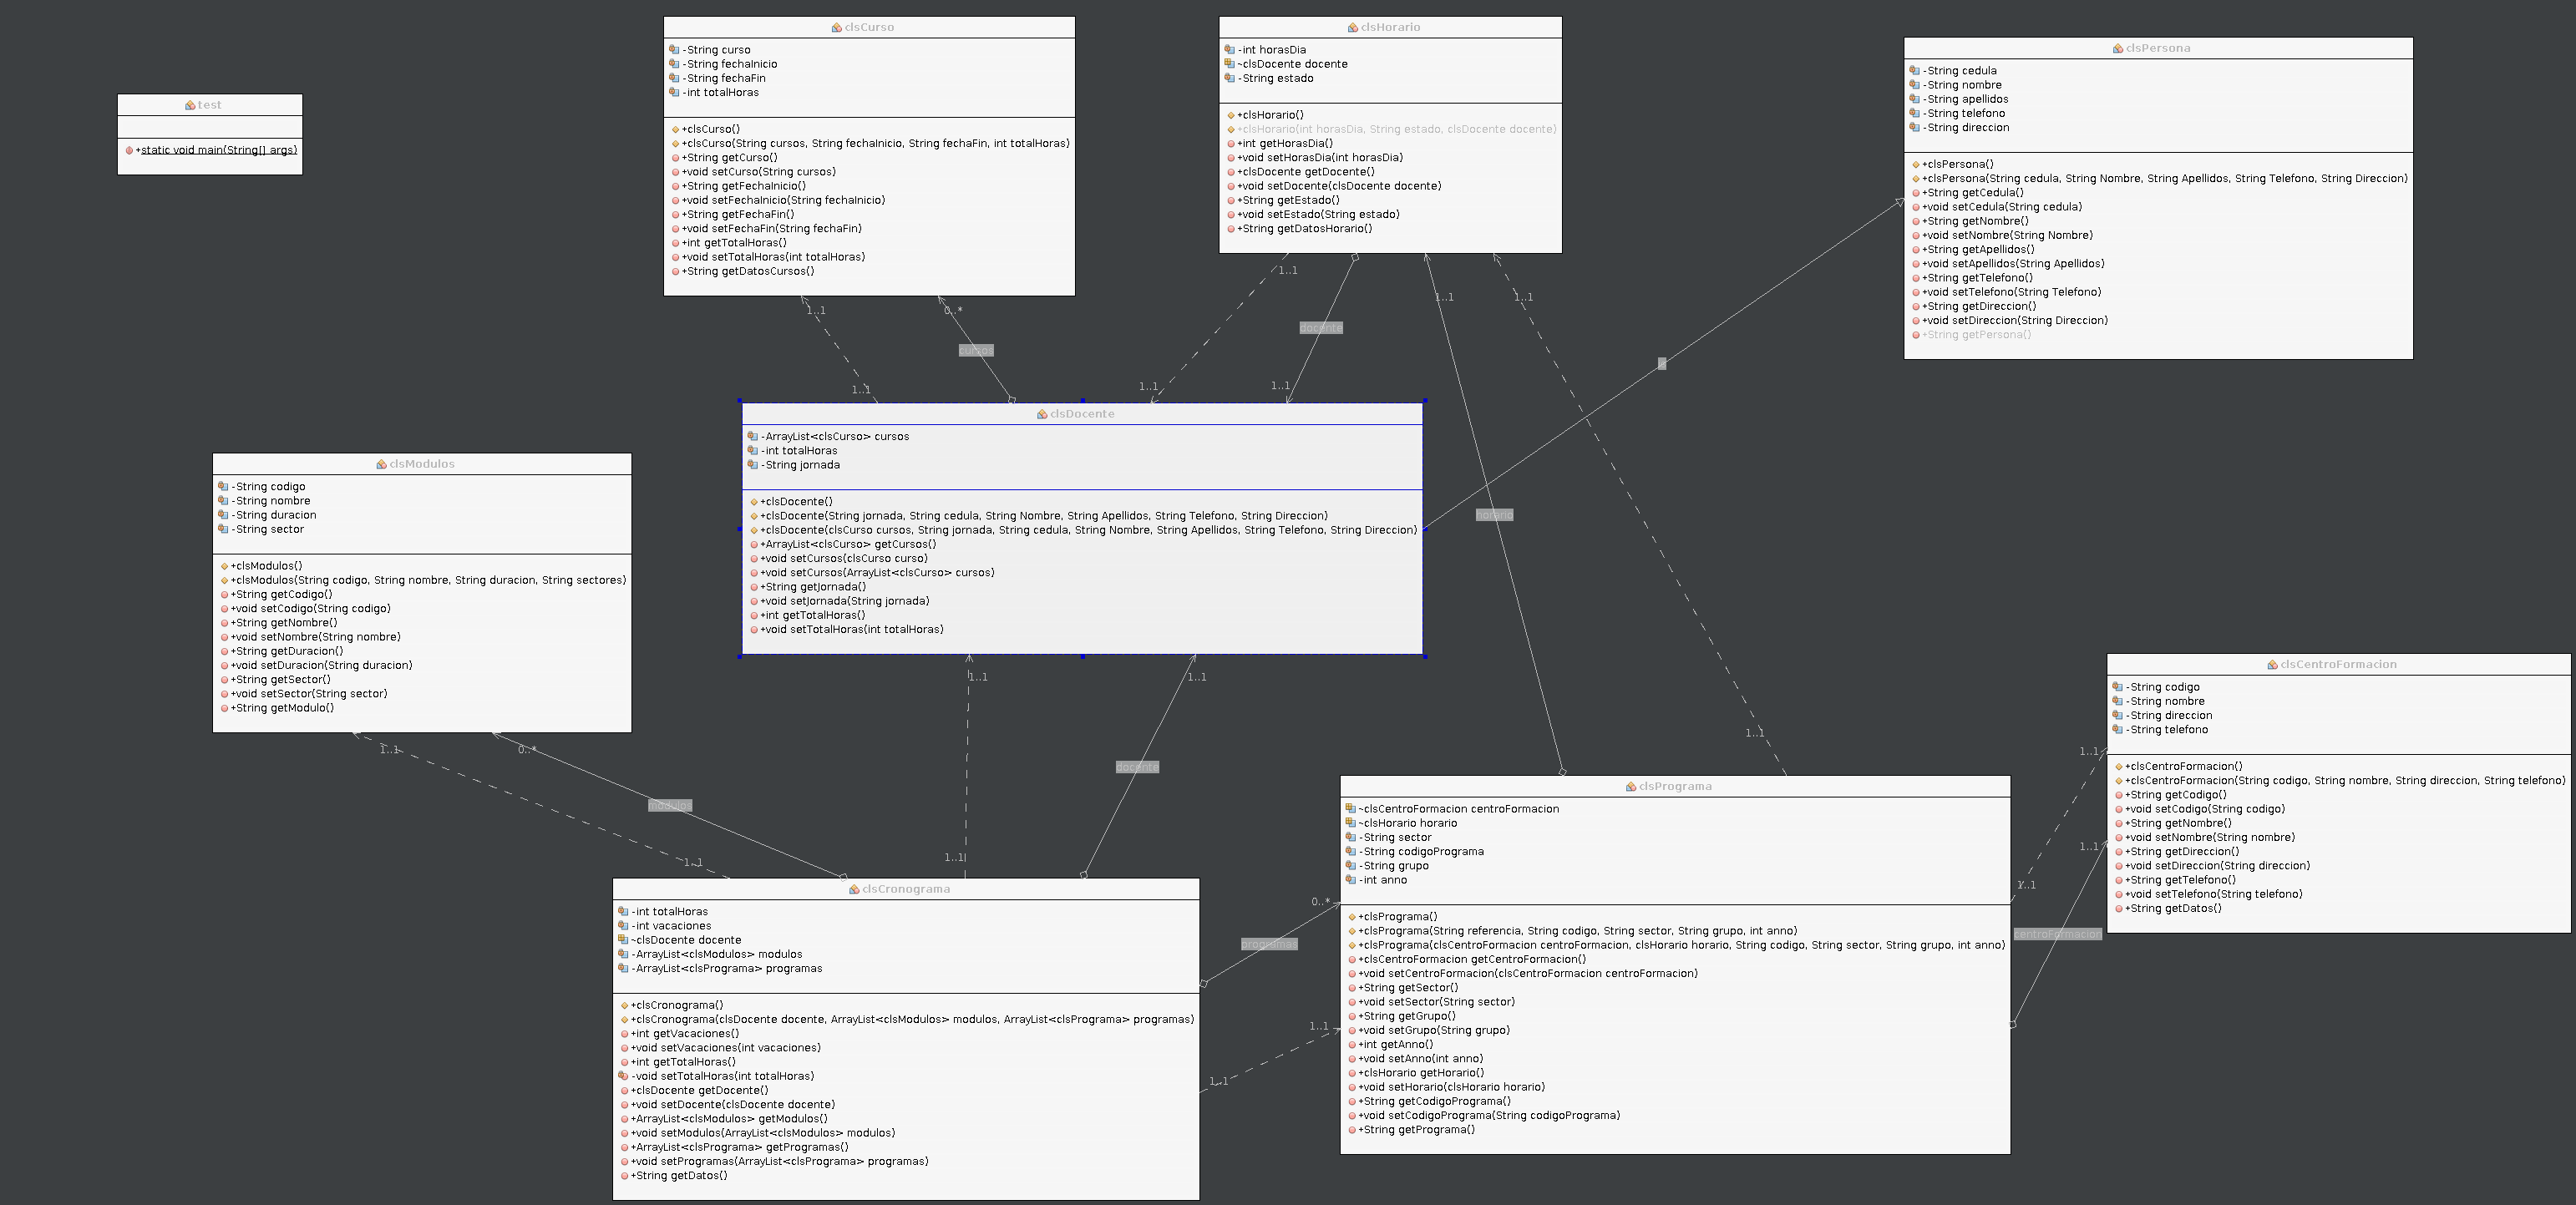 clsCurso
-String curso
-String fechaInicio
-String fechaFin
-int totalHoras
+clsCurso()
+clsCurso(String cursos, String fechaInicio, String fechaFin, int totalHoras)
+String getCurso()
+void setCurso(String cursos)
+String getFechaInicio()
+void setFechaInicio(String fechaInicio)
+String getFechaFin()
+void setFechaFin(String fechaFin)
+int getTotalHoras()
+void setTotalHoras(int totalHoras)
+String getDatosCursos()
clsHorario
-int horasDia
~clsDocente docente
-String estado
+clsHorario()
+clsHorario(int horasDia, String estado, clsDocente docente)
+int getHorasDia()
+void setHorasDia(int horasDia)
+clsDocente getDocente()
+void setDocente(clsDocente docente)
+String getEstado()
+void setEstado(String estado)
+String getDatosHorario()
clsPersona
-String cedula
-String nombre
-String apellidos
-String telefono
-String direccion
+clsPersona()
+clsPersona(String cedula, String Nombre, String Apellidos, String Telefono, String Direccion)
+String getCedula()
+void setCedula(String cedula)
+String getNombre()
+void setNombre(String Nombre)
+String getApellidos()
+void setApellidos(String Apellidos)
+String getTelefono()
+void setTelefono(String Telefono)
+String getDireccion()
+void setDireccion(String Direccion)
+String getPersona()
test
+static void main(String[] args)
1..1
0..*
cursos
1..1
1..1
docente
1..1
1..1
1..1
1..1
horario
1..1
clsDocente
-ArrayList<clsCurso> cursos
-int totalHoras
-String jornada
+clsDocente()
+clsDocente(String jornada, String cedula, String Nombre, String Apellidos, String Telefono, String Direccion)
+clsDocente(clsCurso cursos, String jornada, String cedula, String Nombre, String Apellidos, String Telefono, String Direccion)
+ArrayList<clsCurso> getCursos()
+void setCursos(clsCurso curso)
+void setCursos(ArrayList<clsCurso> cursos)
+String getJornada()
+void setJornada(String jornada)
+int getTotalHoras()
+void setTotalHoras(int totalHoras)
clsModulos
-String codigo
-String nombre
-String duracion
-String sector
+clsModulos()
+clsModulos(String codigo, String nombre, String duracion, String sectores)
+String getCodigo()
+void setCodigo(String codigo)
+String getNombre()
+void setNombre(String nombre)
+String getDuracion()
+void setDuracion(String duracion)
+String getSector()
+void setSector(String sector)
+String getModulo()
1..1
0..*
modulos
1..1
1..1
1..1
docente
1..1
clsCentroFormacion
-String codigo
-String nombre
-String direccion
-String telefono
+clsCentroFormacion()
+clsCentroFormacion(String codigo, String nombre, String direccion, String telefono)
+String getCodigo()
+void setCodigo(String codigo)
+String getNombre()
+void setNombre(String nombre)
+String getDireccion()
+void setDireccion(String direccion)
+String getTelefono()
+void setTelefono(String telefono)
+String getDatos()
1..1
1..1
1..1
centroFormacion
clsPrograma
~clsCentroFormacion centroFormacion
~clsHorario horario
-String sector
-String codigoPrograma
-String grupo
-int anno
+clsPrograma()
+clsPrograma(String referencia, String codigo, String sector, String grupo, int anno)
+clsPrograma(clsCentroFormacion centroFormacion, clsHorario horario, String codigo, String sector, String grupo, int anno)
+clsCentroFormacion getCentroFormacion()
+void setCentroFormacion(clsCentroFormacion centroFormacion)
+String getSector()
+void setSector(String sector)
+String getGrupo()
+void setGrupo(String grupo)
+int getAnno()
+void setAnno(int anno)
+clsHorario getHorario()
+void setHorario(clsHorario horario)
+String getCodigoPrograma()
+void setCodigoPrograma(String codigoPrograma)
+String getPrograma()
clsCronograma
-int totalHoras
-int vacaciones
~clsDocente docente
-ArrayList<clsModulos> modulos
-ArrayList<clsPrograma> programas
+clsCronograma()
+clsCronograma(clsDocente docente, ArrayList<clsModulos> modulos, ArrayList<clsPrograma> programas)
+int getVacaciones()
+void setVacaciones(int vacaciones)
+int getTotalHoras()
-void setTotalHoras(int totalHoras)
+clsDocente getDocente()
+void setDocente(clsDocente docente)
+ArrayList<clsModulos> getModulos()
+void setModulos(ArrayList<clsModulos> modulos)
+ArrayList<clsPrograma> getProgramas()
+void setProgramas(ArrayList<clsPrograma> programas)
+String getDatos()
0..*
programas
1..1
1..1